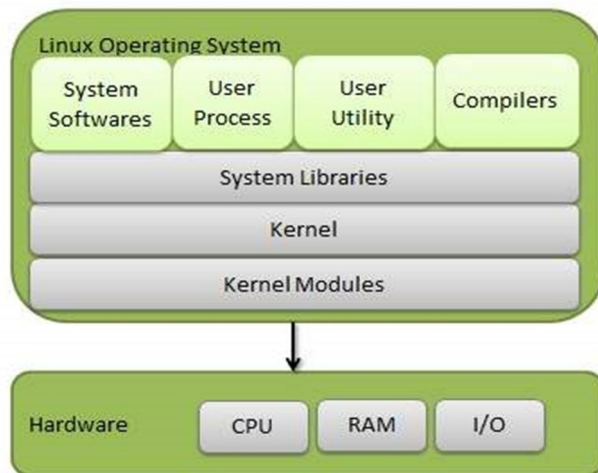 Linux Operating System
System
Softwares
User
Process
User
Utility
Compilers
System Libraries
Kernel
Kernel Modules
Hardware
CPU
RAM
I/O